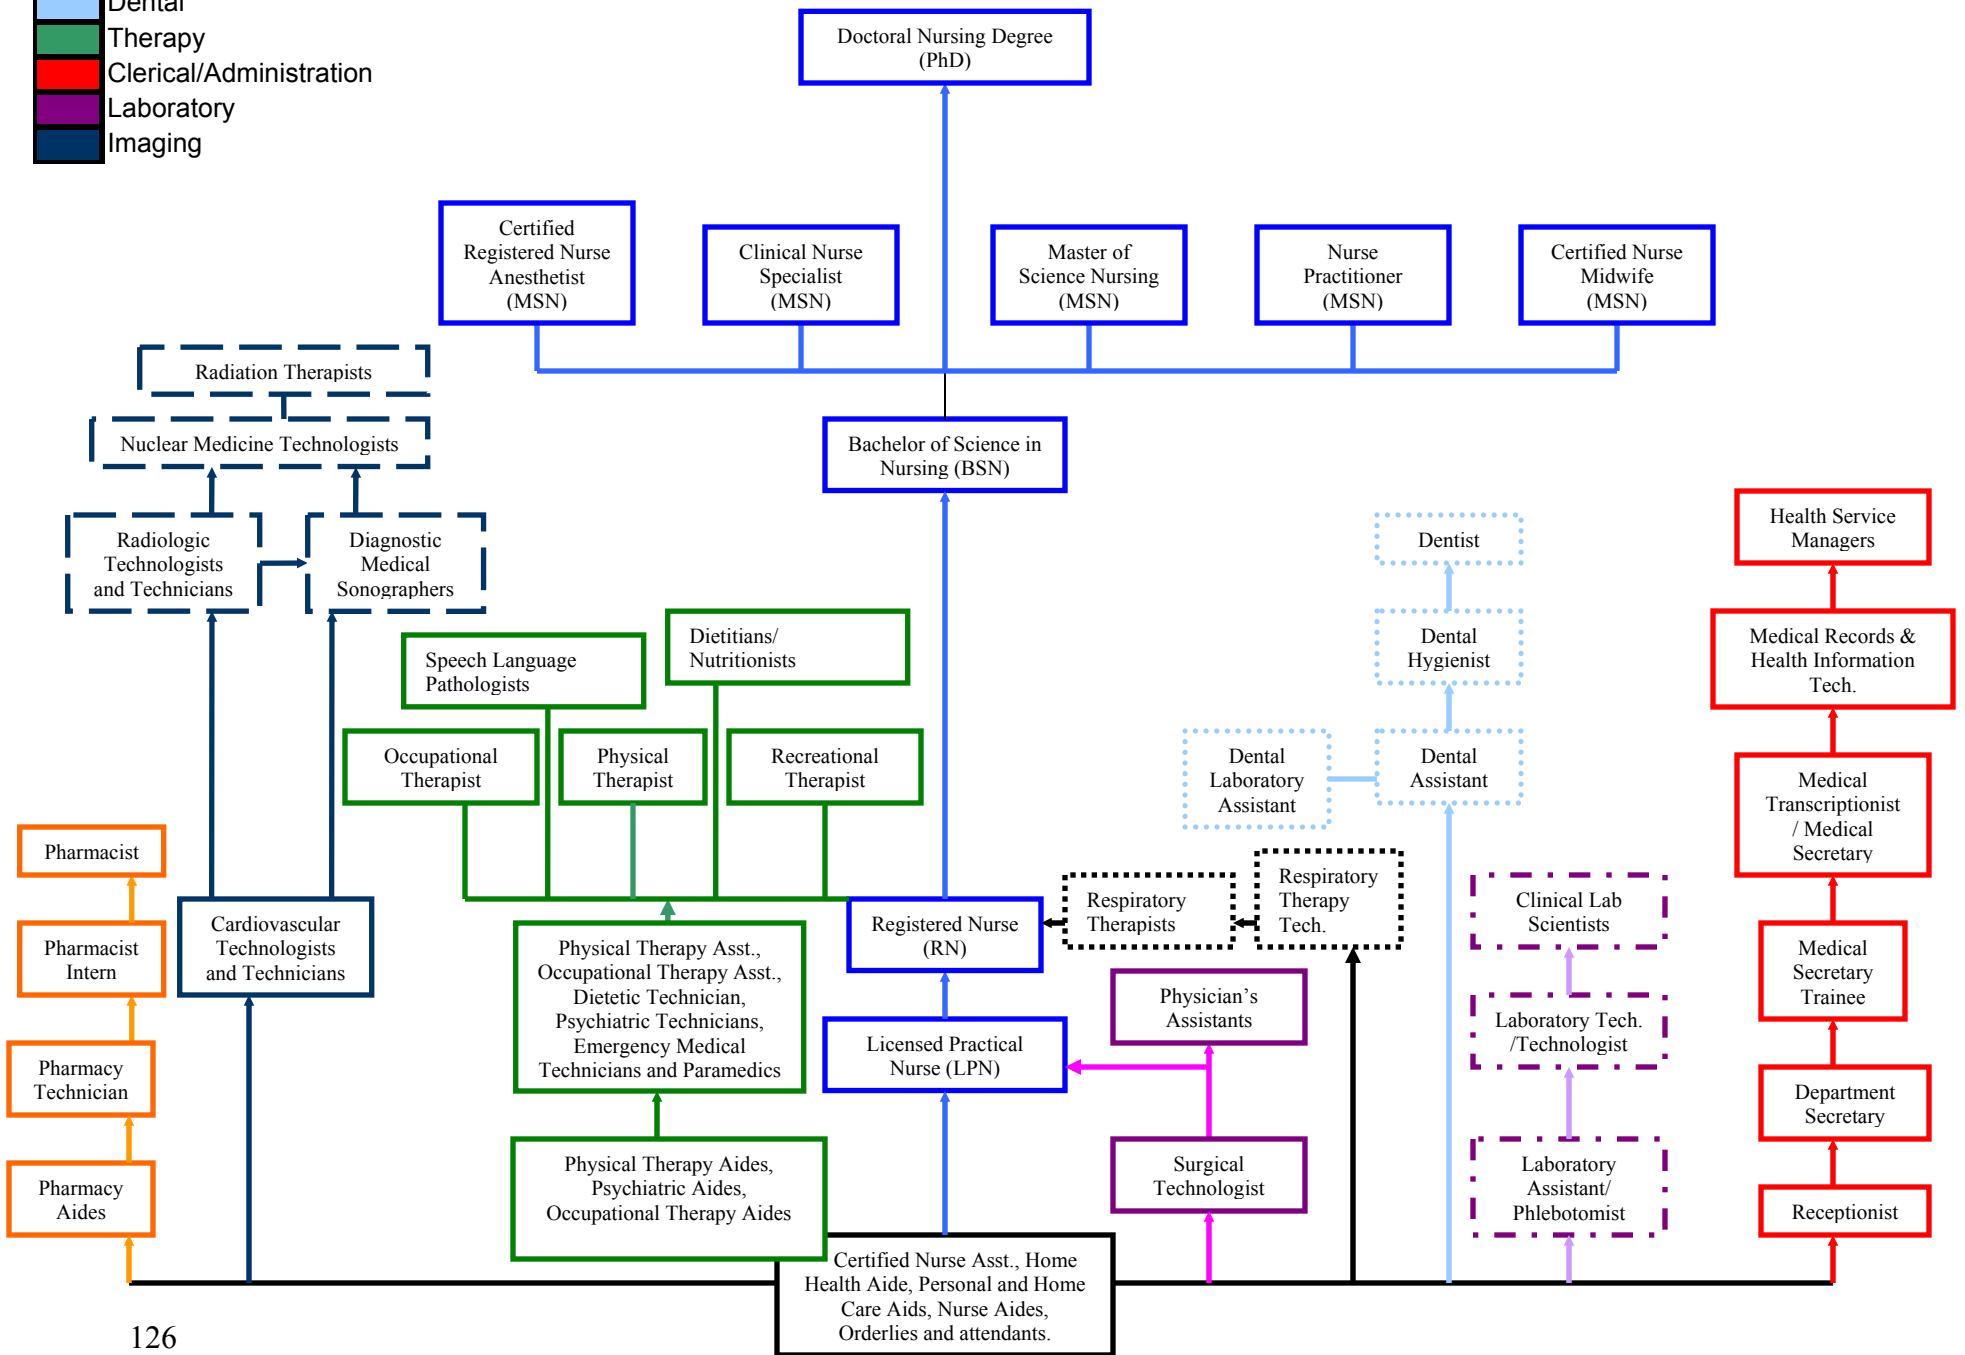 Dental
Therapy
Clerical/Administration
Laboratory
Imaging
Doctoral Nursing Degree
(PhD)
Certified
Registered Nurse
Anesthetist
(MSN)
Clinical Nurse
Specialist
(MSN)
Master of
Science Nursing
(MSN)
Nurse
Practitioner
(MSN)
Certified Nurse
Midwife
(MSN)
Radiation Therapists
Nuclear Medicine Technologists
Bachelor of Science in
Nursing (BSN)
Radiologic
Technologists
and Technicians
Diagnostic
Medical
Sonographers
Dentist
Health Service
Managers
Speech Language
Pathologists
Dietitians/
Nutritionists
Dental
Hygienist
Medical Records &
Health Information
Tech.
Occupational
Therapist
Physical
Therapist
Recreational
Therapist
Dental
Laboratory
Assistant
Dental
Assistant
Medical
Transcriptionist
/ Medical
Secretary
Pharmacist
Cardiovascular
Technologists
and Technicians
Pharmacist
Intern
Physical Therapy Asst.,
Occupational Therapy Asst.,
Dietetic Technician,
Psychiatric Technicians,
Emergency Medical
Technicians and Paramedics
Registered Nurse
(RN)
Respiratory
Therapists
Respiratory
Therapy
Tech.
Clinical Lab
Scientists
Medical
Secretary
Trainee
Licensed Practical
Nurse (LPN)
Physician's
Assistants
Laboratory Tech.
/Technologist
Pharmacy
Technician
Department
Secretary
Pharmacy
Aides
Physical Therapy Aides,
Psychiatric Aides,
Occupational Therapy Aides
Surgical
Technologist
Laboratory
Assistant/
Phlebotomist
Receptionist
Certified Nurse Asst., Home
Health Aide, Personal and Home
Care Aids, Nurse Aides,
Orderlies and attendants.
126